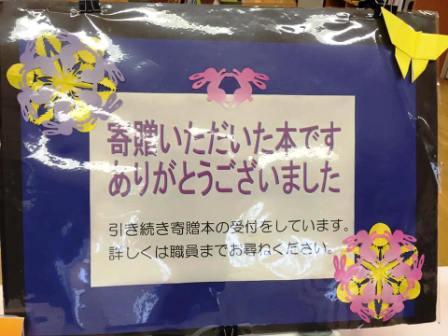 寄贈いただいた本です
ありがとうございました
引き続き寄贈本の受付をしています。
詳しくは職員までお尋ねください。